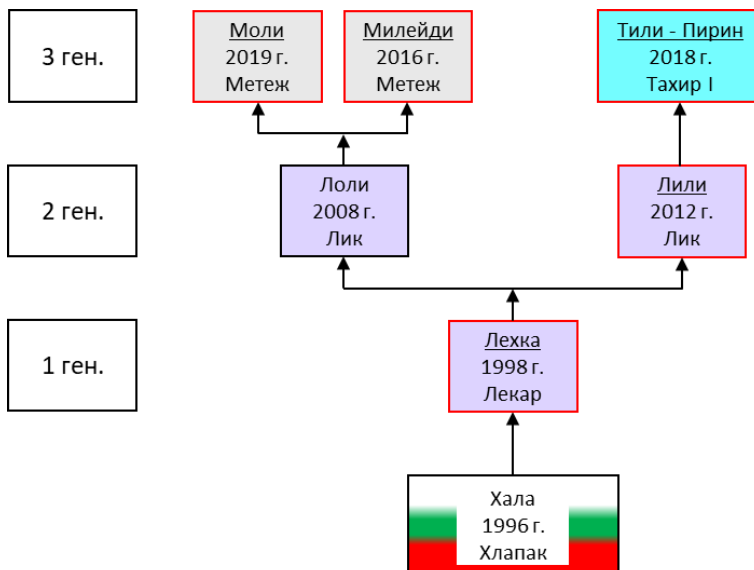 3 ген.
Моли
2019 г.
Метеж
Милейди
2016 г.
Метеж
Тили - Пирин
2018 г.
Тахир I
2 ген.
Лоли
2008 г.
Лик
Лили
2012 г.
Лик
1 ген.
Лехка
1998 г.
Лекар
Хала
1996 г.
Хлапак